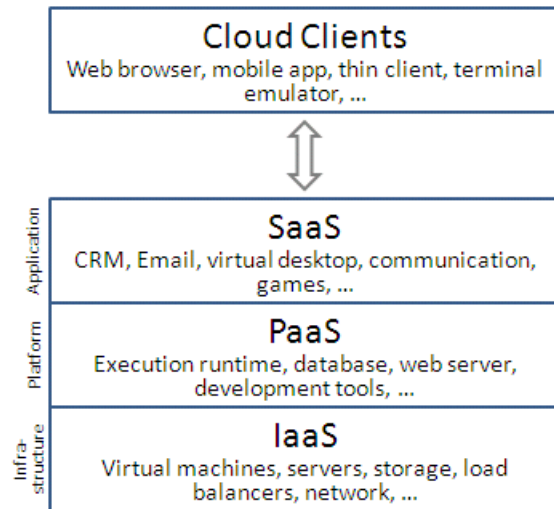 Cloud Clients
Web browser, mobile app, thin client, terminal
emulator, ...
Application
SaaS
CRM, Email, virtual desktop, communication,
games, ...
Platform
PaaS
Execution runtime, database, web server,
development tools, ...
Infra-
structure
IaaS
Virtual machines, servers, storage, load
balancers, network, ...